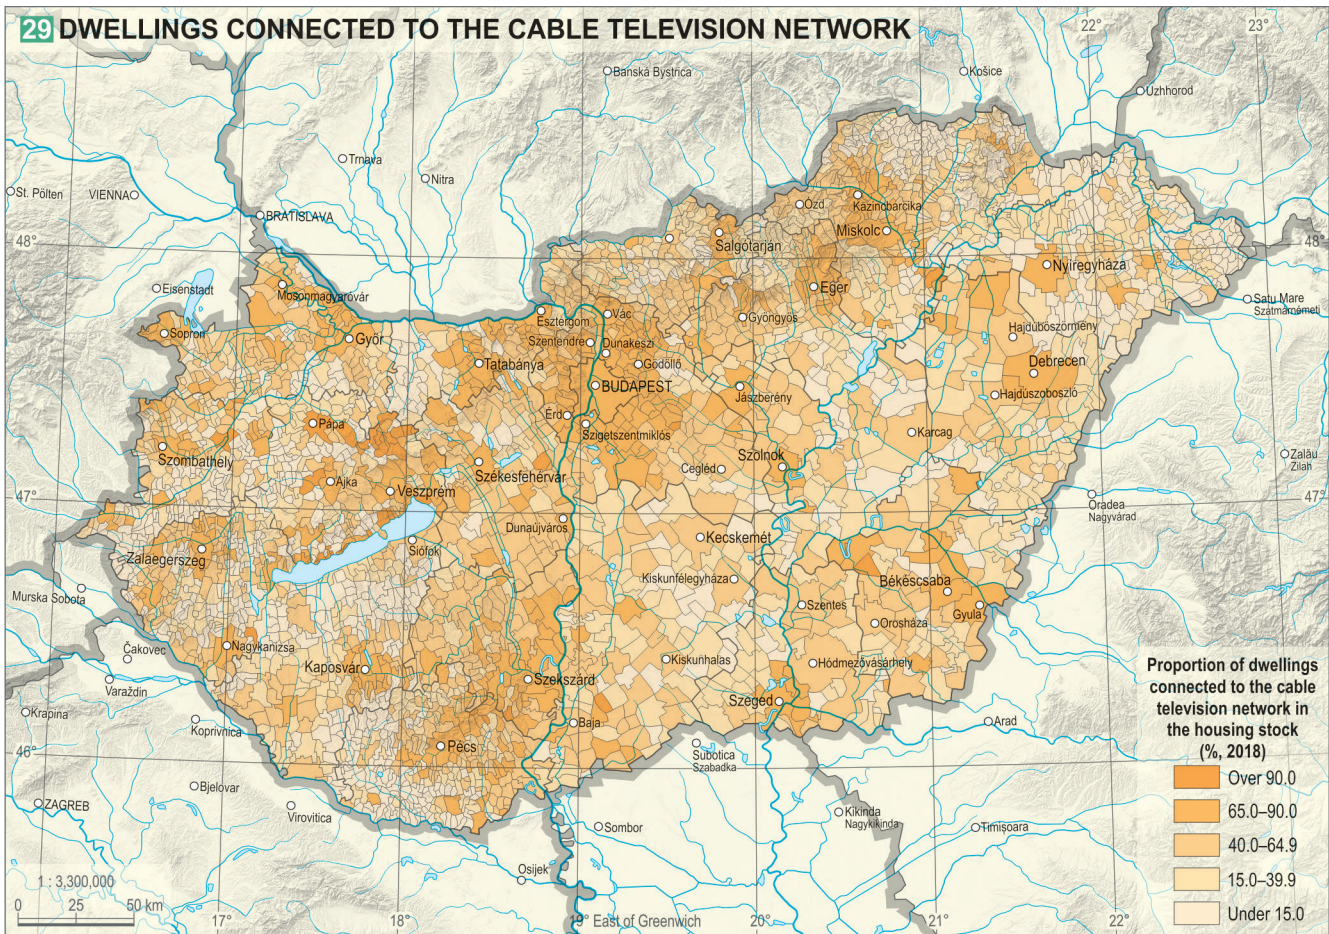 29 DWELLINGS CONNECTED TO THE CABLE TELEVISION NETWORK
22°
23°
Banská Bystrica
Košice
Uzhhorod
Trnava
Nitra
St. Pölten
VIENNA
BRATISLAVA
Ózd
Kazincbarcika
Miskolc
Salgótarján
48°
48°
Nyíregyháza
Eisenstadt
Mosonmagyaróvár
Eger
Satu Mare
Szatmárnémeti
Sopron
Győr
Esztergom
Vác
Gyöngyös
Hajdúböszörmény
Szentendre
Dunakeszi
Tatabánya
Gödöllő
Debrecen
BUDAPEST
Jászberény
Hajdúszoboszló
Pápa
Érd
Szigetszentmiklós
Karcag
Szombathely
Székesfehérvár
Cegléd
Szolnok
Zalău
Zilah
Ajka
Veszprém
47°
47°
Oradea
Nagyvárad
Dunaújváros
Siófok
Kecskemét
Zalaegerszeg
Kiskunfélegyháza
Békéscsaba
Murska Sobota
Szentes
Gyula
Orosháza
Čakovec
Nagykanizsa
Kaposvár
Kiskunhalas
Hódmezővásárhely
Varaždin
Szekszárd
Szeged
Krapina
Koprivnica
Baja
Arad
46°
Pécs
Subotica
Szabadka
Bjelovar
ZAGREB
Virovitica
Sombor
Kikinda
Nagykikinda
Timișoara
Osijek
Proportion of dwellings
connected to the cable
television network in
the housing stock
(%, 2018)
Over 90.0
65.0–90.0
40.0–64.9
15.0–39.9
Under 15.0
1 : 3,300,000
0 25 50 km
17° 18° 19° East of Greenwich 20° 21° 22°